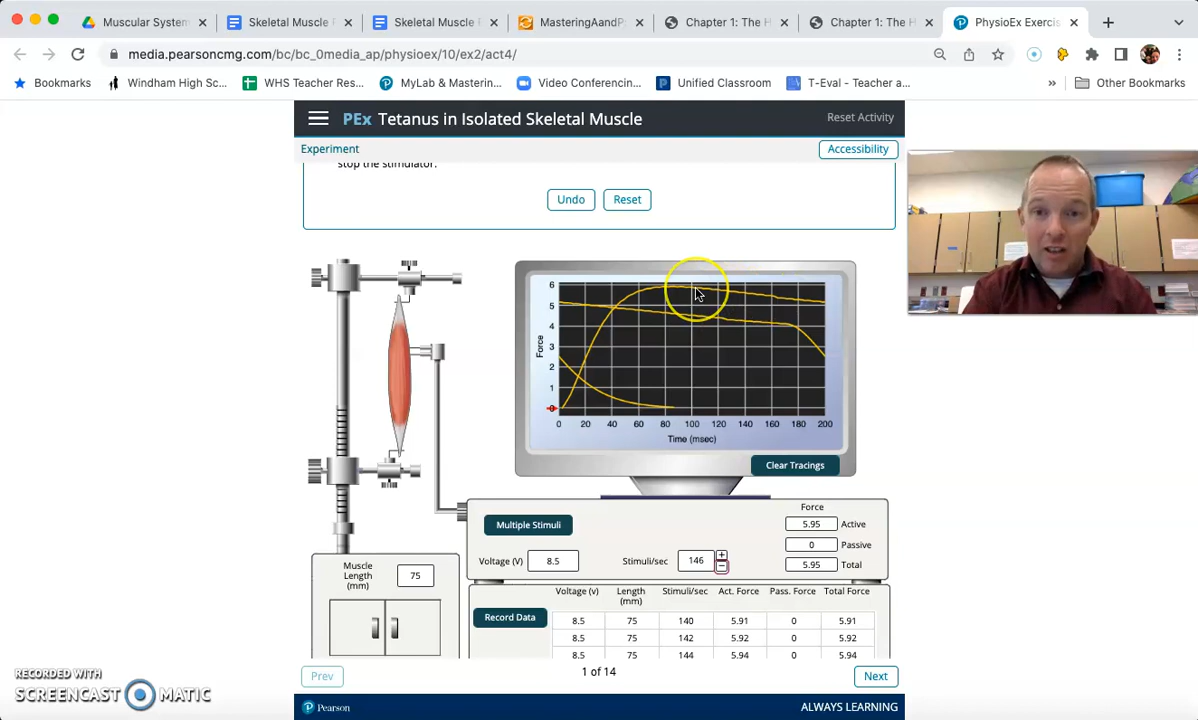 Muscular System
Skeletal Muscle
Skeletal Muscle F
MasteringAandP
Chapter 1: The H
Chapter 1: The H
PhysioEx Exercis
media.pearsoncmg.com/bc/bc_0media_ap/physioex/10/ex2/act4/
Bookmarks
Windham High Sc...
WHS Teacher Res...
MyLab & Mastering...
Video Conferencin...
Unified Classroom
T-Eval - Teacher a...
»
Other Bookmarks
PEx Tetanus in Isolated Skeletal Muscle
Reset Activity
Experiment
Accessibility
stop the stimulator.
Undo
Reset
6
5
4
3
2
1
0
Force
0 20 40 60 80 100 120 140 160 180 200
Time (msec)
Clear Tracings
Multiple Stimuli
Force
5.95 Active
0 Passive
5.95 Total
Voltage (V) 8.5
Stimuli/sec 146
+
-
Muscle
Length
(mm)
75
Record Data
Voltage (V) Length (mm) Stimuli/sec Act. Force Pass. Force Total Force
8.5 75 140 5.91 0 5.91
8.5 75 142 5.92 0 5.92
8.5 75 144 5.94 0 5.94
Prev
1 of 14
Next
Pearson
ALWAYS LEARNING
RECORDED WITH
SCREENCAST MATIC